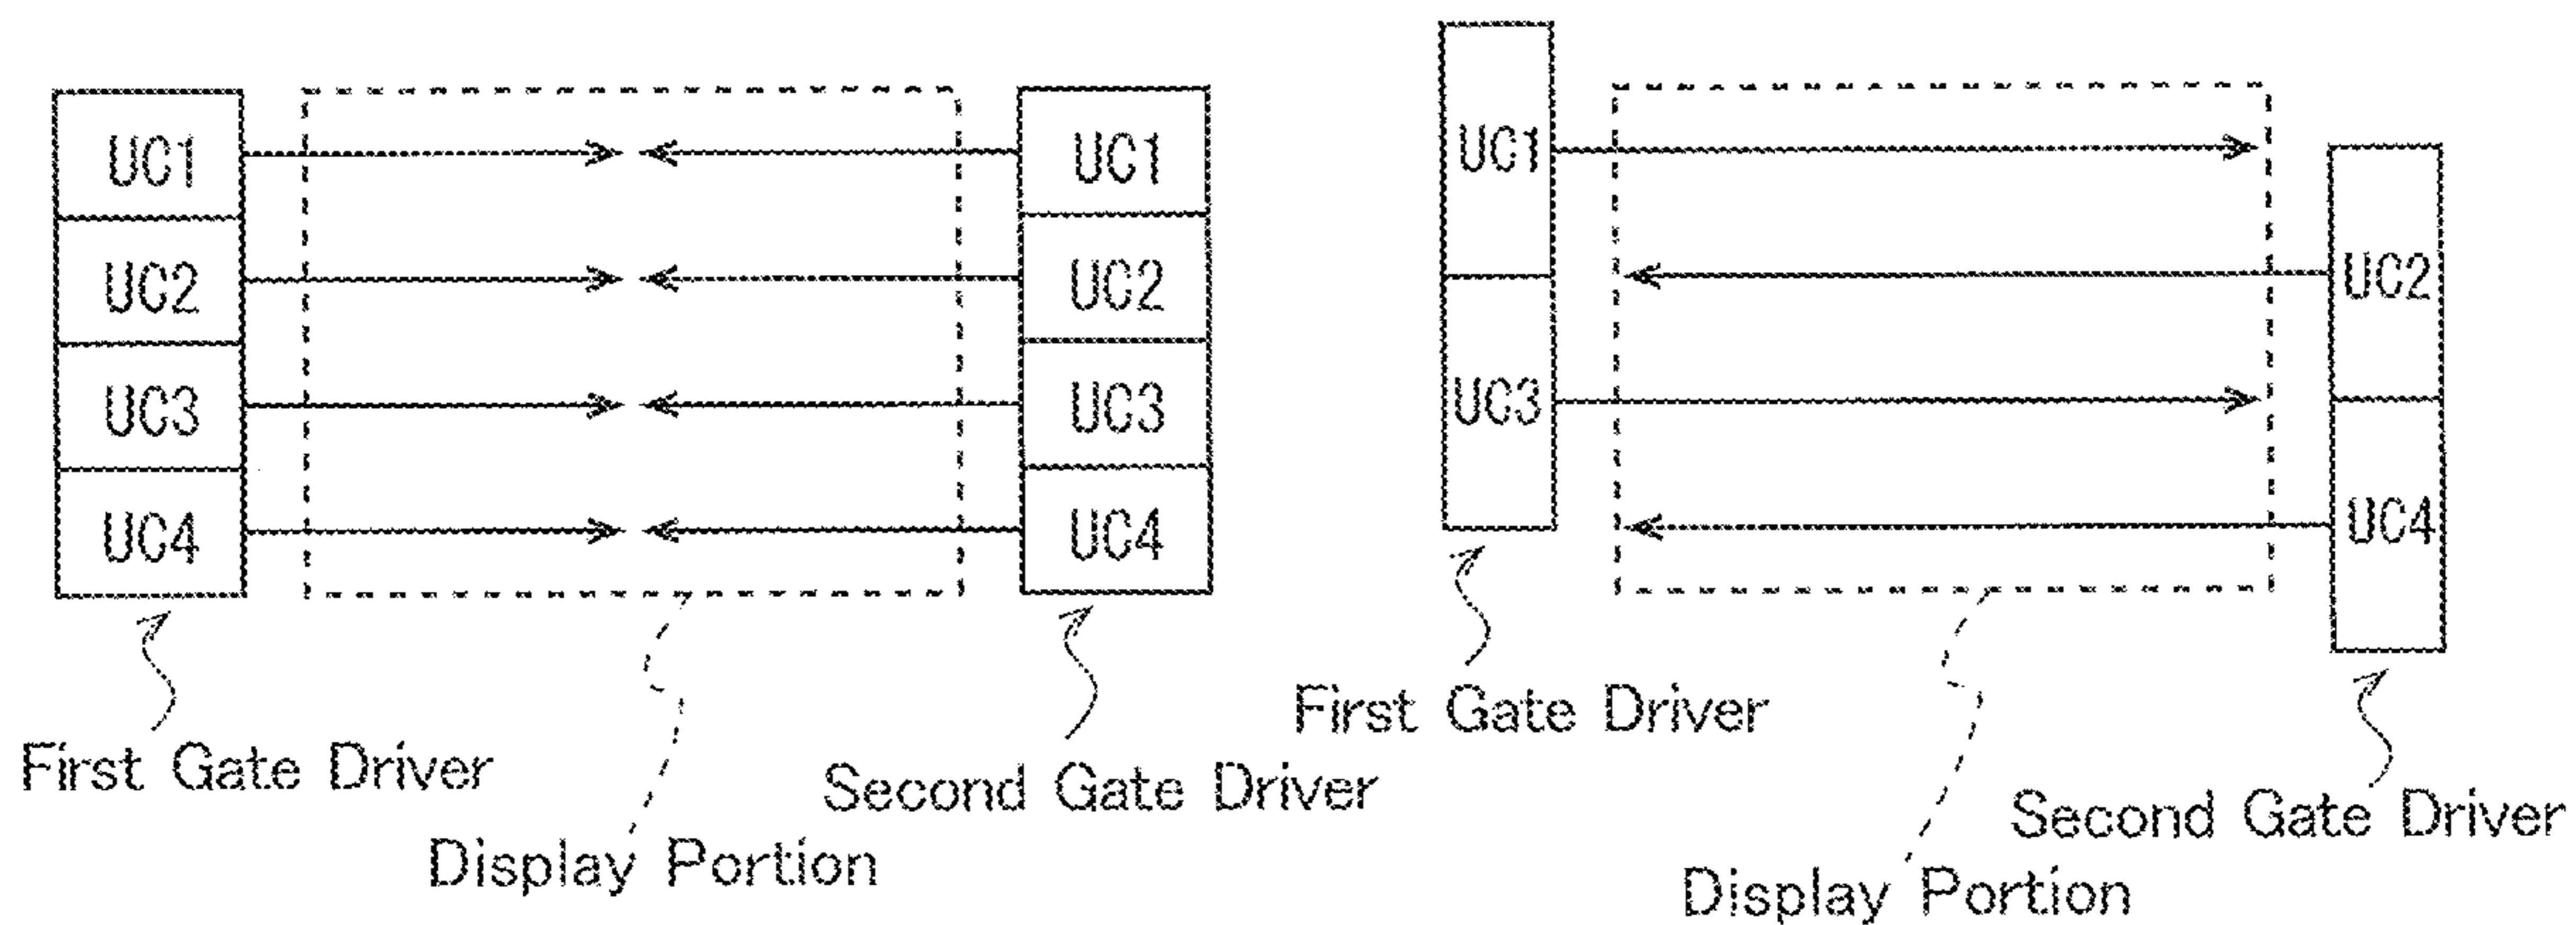 UC1
UC2
UC3
UC4
UC1
UC2
UC3
UC4
First Gate Driver
Second Gate Driver
Display Portion
UC1
UC3
UC2
UC4
First Gate Driver
Second Gate Driver
Display Portion